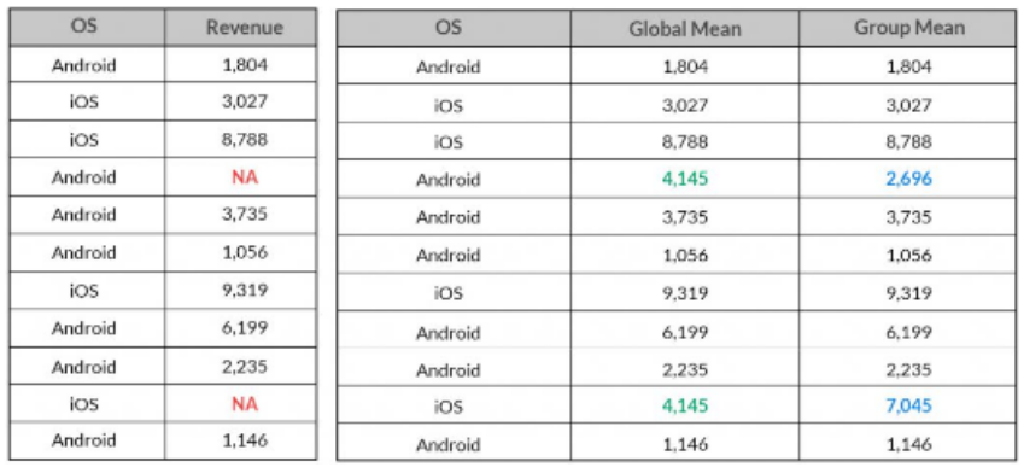 OS Revenue
Android 1,804
iOS 3,027
iOS 8,788
Android NA
Android 3,735
Android 1,056
iOS 9,319
Android 6,199
Android 2,235
iOS NA
Android 1,146
OS Global Mean Group Mean
Android 1,804 1,804
iOS 3,027 3,027
iOS 8,788 8,788
Android 4,145 2,696
Android 3,735 3,735
Android 1,056 1,056
iOS 9,319 9,319
Android 6,199 6,199
Android 2,235 2,235
iOS 4,145 7,045
Android 1,146 1,146